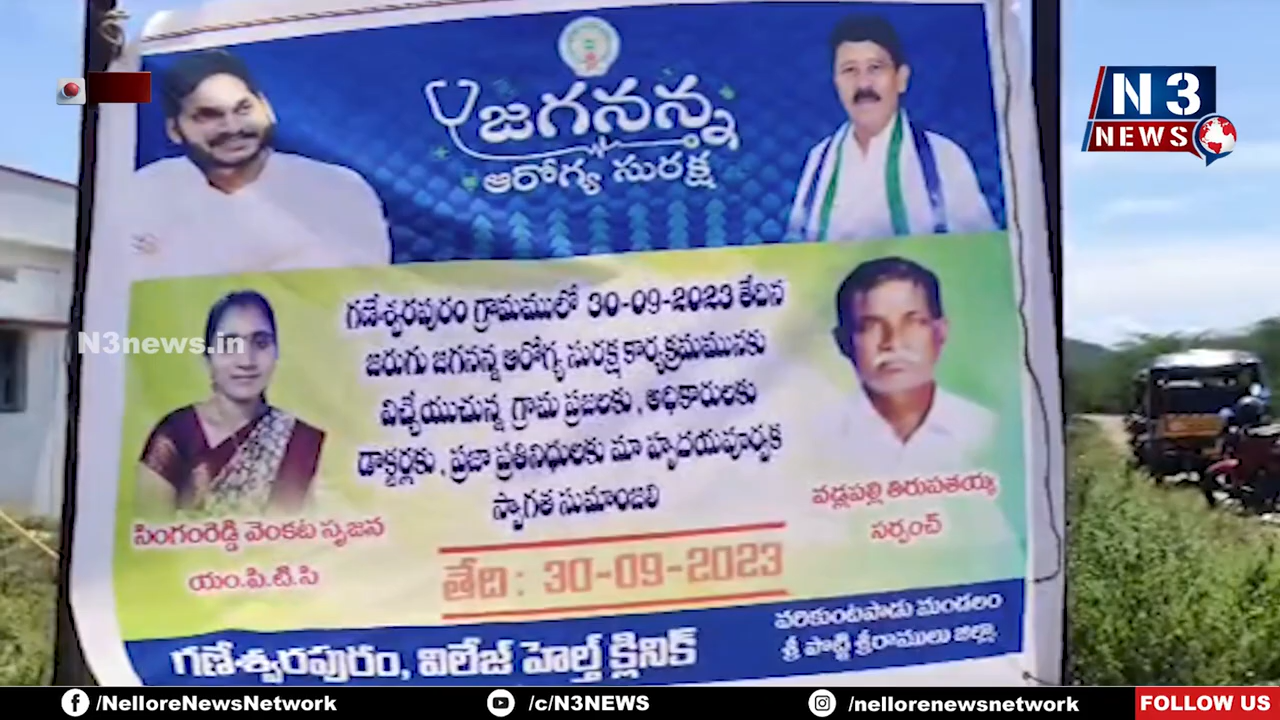 జగనన్న
ఆరోగ్య సురక్ష
N3
NEWS
గణేశ్వరపురం గ్రామములో 30-09-2023 తేదిన
జరుగు జగనన్న ఆరోగ్య సురక్ష కార్యక్రమమునకు
విచ్చేయుచున్న గ్రామ ప్రజలకు, అధికారులకు
డాక్టర్లకు, ప్రజా ప్రతినిధులకు మా హృదయపూర్వక
స్వాగత సుమాంజలి
N3news.in
సింగంరెడ్డి వెంకట సృజన
యం.పి.టి.సి
వడ్లపల్లి తిరుపతయ్య
సర్పంచ్
తేది : 30-09-2023
గణేశ్వరపురం, విలేజ్ హెల్త్ క్లినిక్
వరికుంటపాడు మండలం
శ్రీ పొట్టి శ్రీరాములు జిల్లా.
/NelloreNewsNetwork
/c/N3NEWS
/nellorenewsnetwork
FOLLOW US